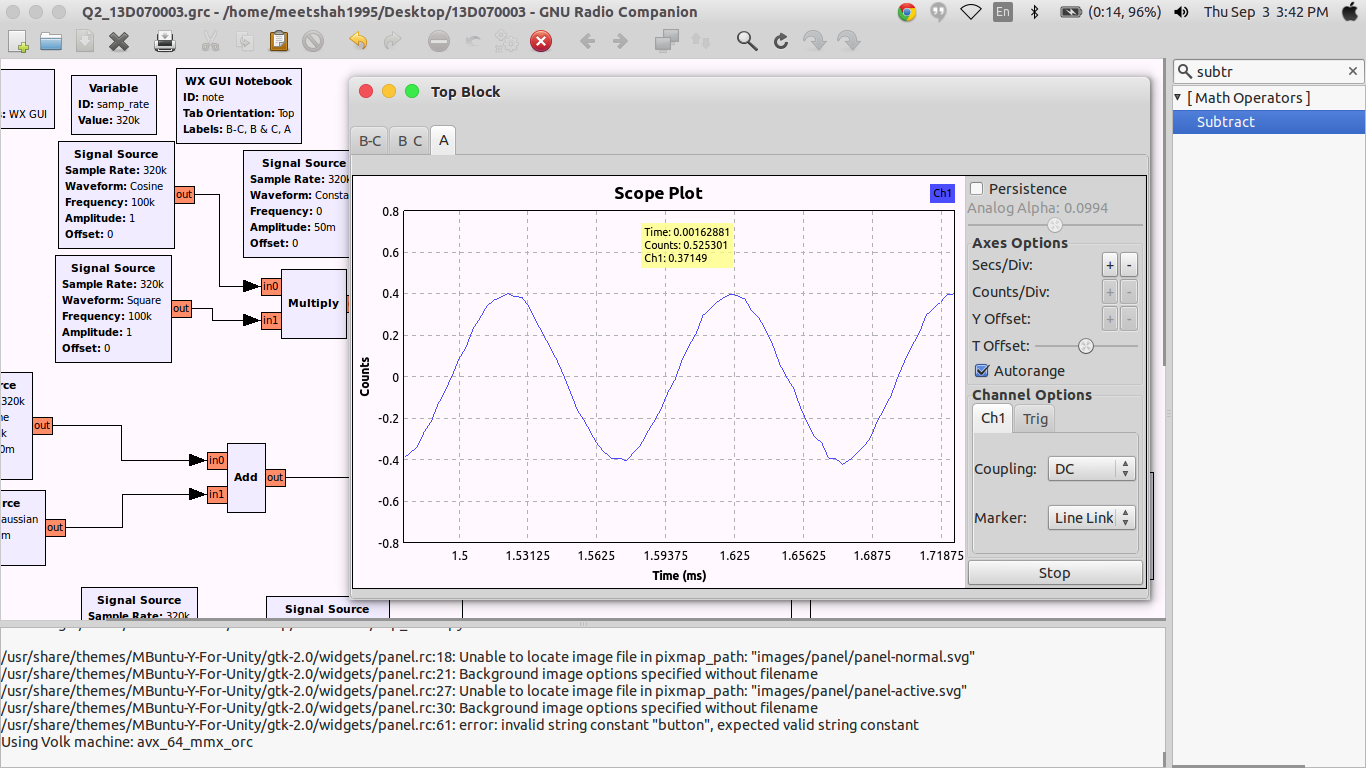 Q2_13D070003.grc - /home/meetshah1995/Desktop/13D070003 - GNU Radio Companion
En
(0:14, 96%)
Thu Sep 3 3:42 PM
: WX GUI
Variable
ID: samp_rate
Value: 320k
WX GUI Notebook
ID: note
Tab Orientation: Top
Labels: B-C, B & C, A
Signal Source
Sample Rate: 320k
Waveform: Cosine
Frequency: 100k
Amplitude: 1
Offset: 0
out
Signal Source
Sample Rate: 320k
Waveform: Consta
Frequency: 0
Amplitude: 50m
Offset: 0
Signal Source
Sample Rate: 320k
Waveform: Square
Frequency: 100k
Amplitude: 1
Offset: 0
out
in0
in1
Multiply
rce
320k
ne
k
0m
out
rce
aussian
m
out
in0
in1
Add
out
Signal Source
Sample Rate: 320k
Signal Source
Top Block
B-C
B C
A
Scope Plot
Ch1
Time: 0.00162881
Counts: 0.525301
Ch1: 0.37149
0.8
0.6
0.4
0.2
0
-0.2
-0.4
-0.6
-0.8
Counts
1.5
1.53125
1.5625
1.59375
1.625
1.65625
1.6875
1.71875
Time (ms)
Persistence
Analog Alpha: 0.0994
Axes Options
Secs/Div:
+
-
Counts/Div:
+
-
Y Offset:
+
-
T Offset:
Autorange
Channel Options
Ch1
Trig
Coupling:
DC
Marker:
Line Link
Stop
subtr
[ Math Operators ]
Subtract
/usr/share/themes/MBuntu-Y-For-Unity/gtk-2.0/widgets/panel.rc:18: Unable to locate image file in pixmap_path: "images/panel/panel-normal.svg"
/usr/share/themes/MBuntu-Y-For-Unity/gtk-2.0/widgets/panel.rc:21: Background image options specified without filename
/usr/share/themes/MBuntu-Y-For-Unity/gtk-2.0/widgets/panel.rc:27: Unable to locate image file in pixmap_path: "images/panel/panel-active.svg"
/usr/share/themes/MBuntu-Y-For-Unity/gtk-2.0/widgets/panel.rc:30: Background image options specified without filename
/usr/share/themes/MBuntu-Y-For-Unity/gtk-2.0/widgets/panel.rc:61: error: invalid string constant "button", expected valid string constant
Using Volk machine: avx_64_mmx_orc